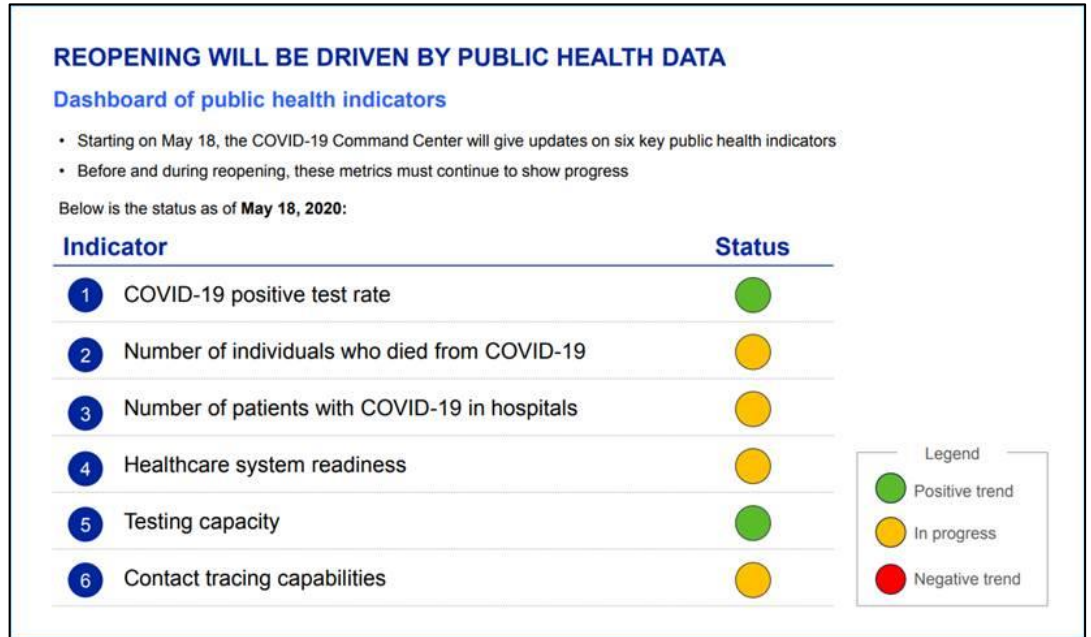 REOPENING WILL BE DRIVEN BY PUBLIC HEALTH DATA
Dashboard of public health indicators
• Starting on May 18, the COVID-19 Command Center will give updates on six key public health indicators
• Before and during reopening, these metrics must continue to show progress
Below is the status as of May 18, 2020:
Indicator Status
1 COVID-19 positive test rate
2 Number of individuals who died from COVID-19
3 Number of patients with COVID-19 in hospitals
4 Healthcare system readiness
5 Testing capacity
6 Contact tracing capabilities
Legend
Positive trend
In progress
Negative trend